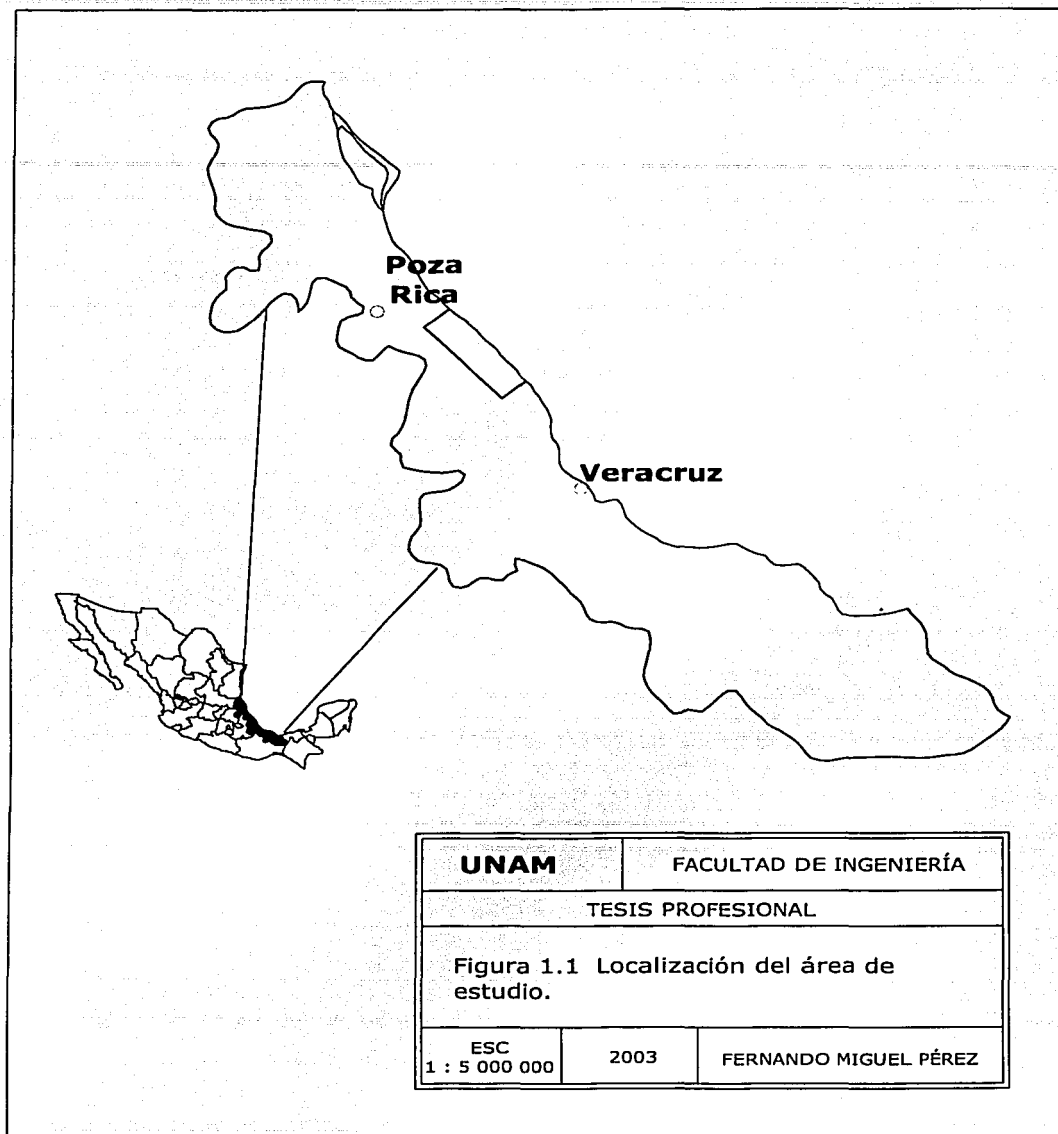 Poza
Rica
Veracruz
UNAM
FACULTAD DE INGENIERÍA
TESIS PROFESIONAL
Figura 1.1 Localización del área de
estudio.
ESC
1 : 5 000 000
2003
FERNANDO MIGUEL PÉREZ